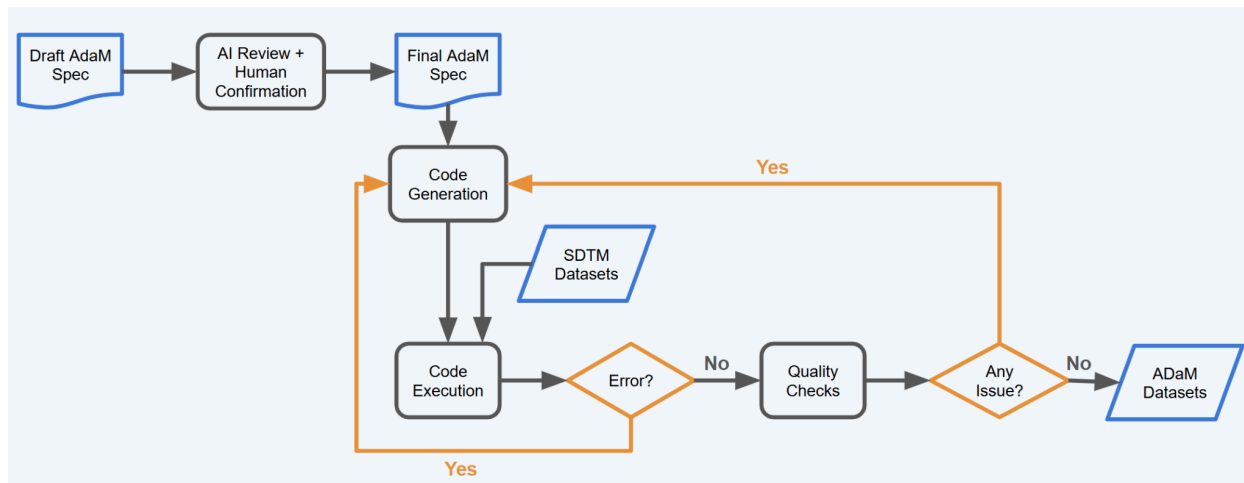 Draft AdaM
Spec
AI Review +
Human
Confirmation
Final AdaM
Spec
Code
Generation
Yes
SDTM
Datasets
Code
Execution
Error?
No
Quality
Checks
Any
Issue?
No
ADaM
Datasets
Yes